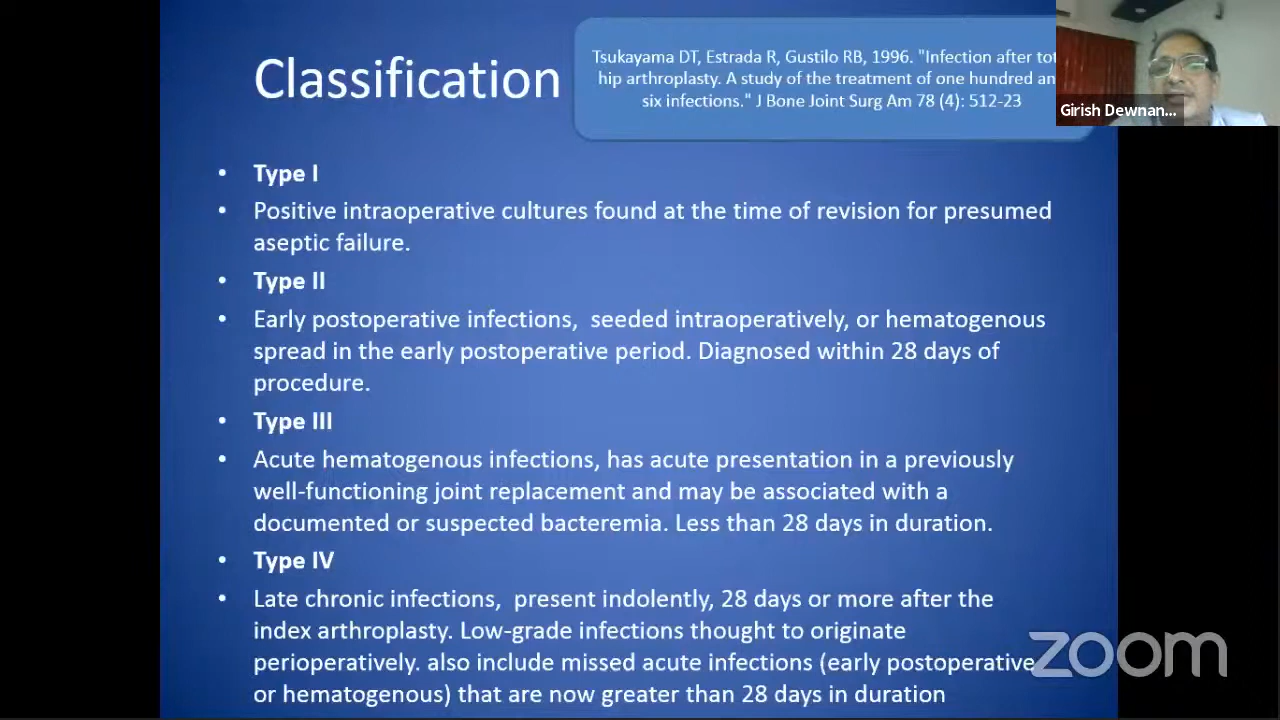 Classification
Tsukayama DT, Estrada R, Gustilo RB, 1996. "Infection after tot
hip arthroplasty. A study of the treatment of one hundred an
six infections." J Bone Joint Surg Am 78 (4): 512-23
Girish Dewnan...
• Type I
• Positive intraoperative cultures found at the time of revision for presumed
aseptic failure.
• Type II
• Early postoperative infections, seeded intraoperatively, or hematogenous
spread in the early postoperative period. Diagnosed within 28 days of
procedure.
• Type III
• Acute hematogenous infections, has acute presentation in a previously
well-functioning joint replacement and may be associated with a
documented or suspected bacteremia. Less than 28 days in duration.
• Type IV
• Late chronic infections, present indolently, 28 days or more after the
index arthroplasty. Low-grade infections thought to originate
perioperatively. also include missed acute infections (early postoperative
or hematogenous) that are now greater than 28 days in duration
zoom